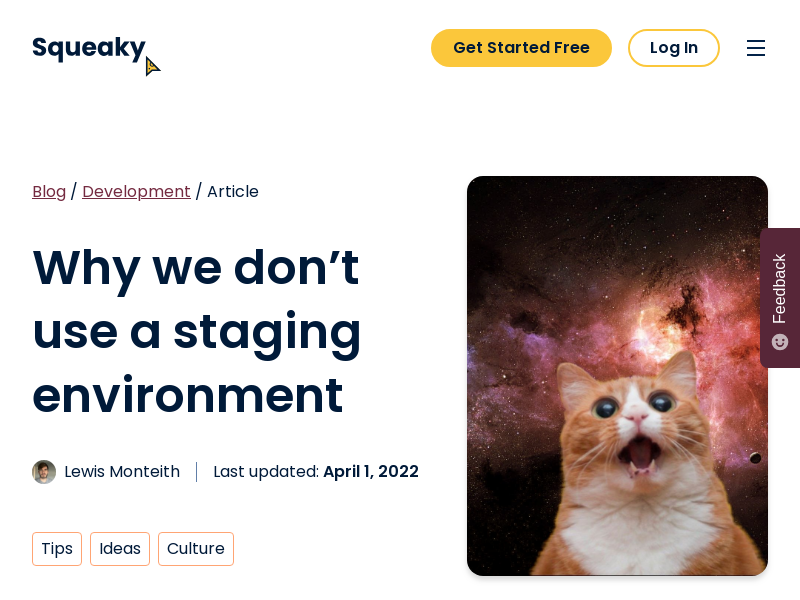 Squeaky
Get Started Free
Log In
Blog / Development / Article
Why we don’t
use a staging
environment
Lewis Monteith
Last updated: April 1, 2022
Tips
Ideas
Culture
Feedback